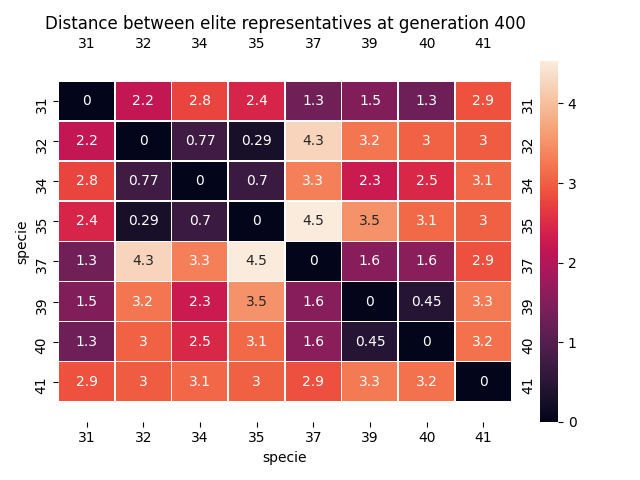 Distance between elite representatives at generation 400
31 32 34 35 37 39 40 41
31 0 2.2 2.8 2.4 1.3 1.5 1.3 2.9 31
32 2.2 0 0.77 0.29 4.3 3.2 3 3 32
34 2.8 0.77 0 0.7 3.3 2.3 2.5 3.1 34
35 2.4 0.29 0.7 0 4.5 3.5 3.1 3 35
37 1.3 4.3 3.3 4.5 0 1.6 1.6 2.9 37
39 1.5 3.2 2.3 3.5 1.6 0 0.45 3.3 39
40 1.3 3 2.5 3.1 1.6 0.45 0 3.2 40
41 2.9 3 3.1 3 2.9 3.3 3.2 0 41
31 32 34 35 37 39 40 41
specie
specie
4
3
2
1
0